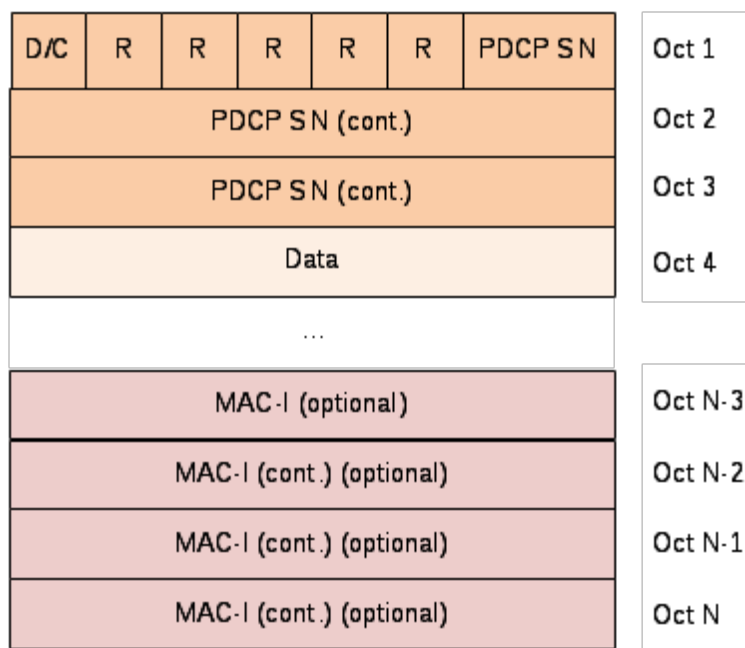 D/C R R R R R PDCP SN Oct 1
PDCP SN (cont.) Oct 2
PDCP SN (cont.) Oct 3
Data Oct 4
...
MAC-I (optional) Oct N-3
MAC-I (cont.) (optional) Oct N-2
MAC-I (cont.) (optional) Oct N-1
MAC-I (cont.) (optional) Oct N